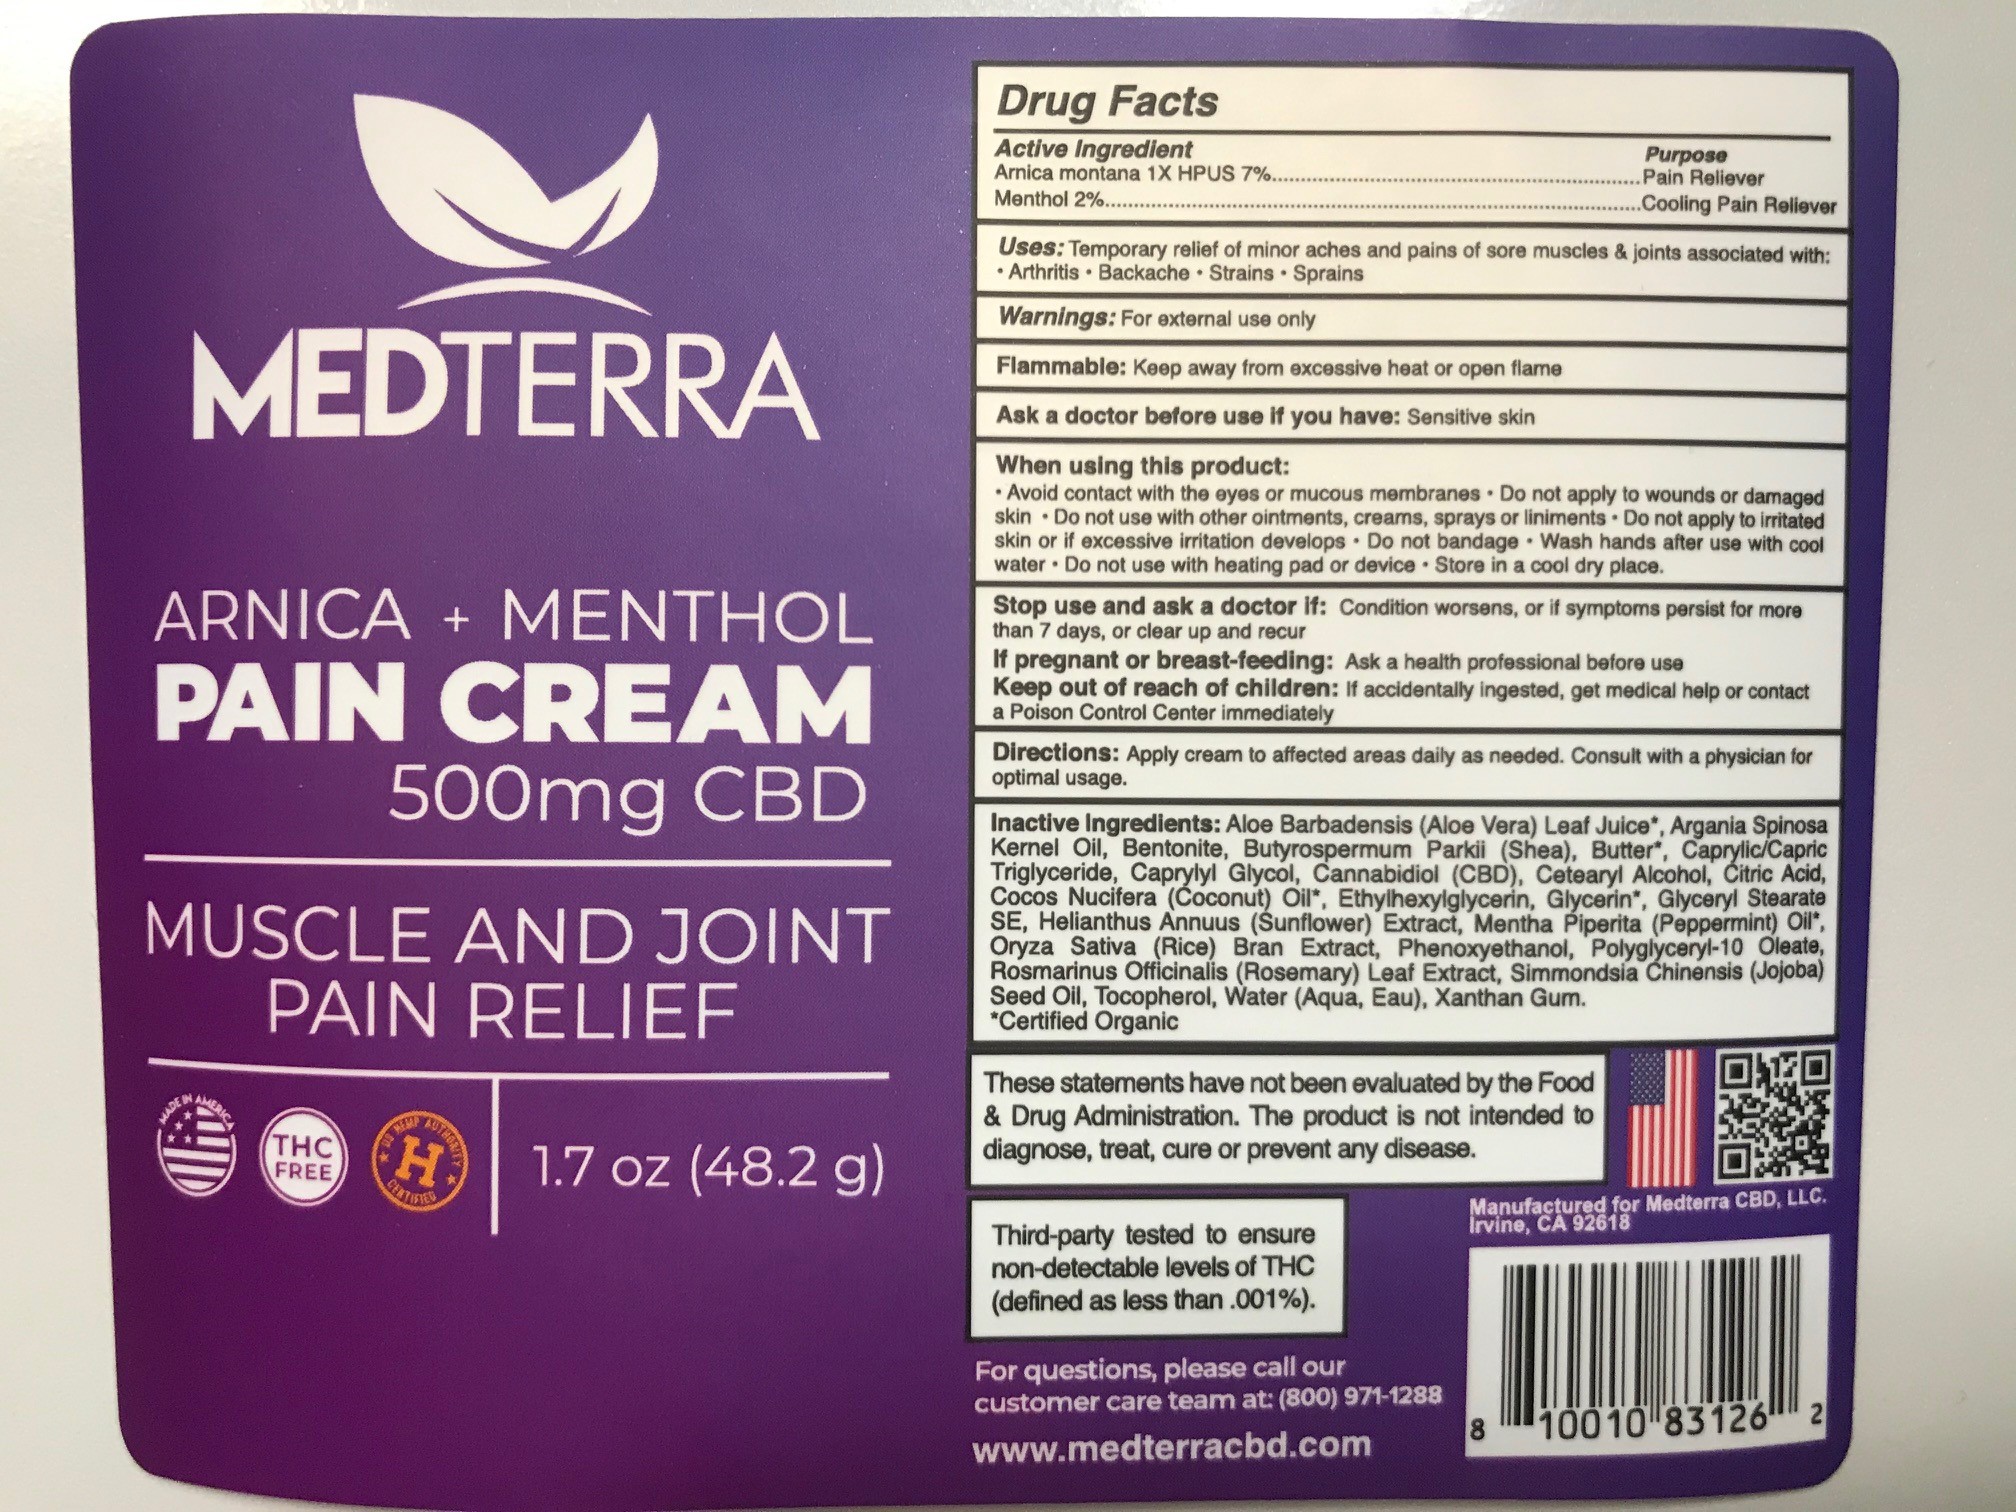 MEDTERRA
ARNICA + MENTHOL
PAIN CREAM
500mg CBD
MUSCLE AND JOINT
PAIN RELIEF
MADE IN AMERICA
THC
FREE
US HEMP AUTHORITY
H
CERTIFIED
1.7 oz (48.2 g)
Drug Facts
Active Ingredient Purpose
Arnica montana 1X HPUS 7%..........Pain Reliever
Menthol 2%..........Cooling Pain Reliever
Uses: Temporary relief of minor aches and pains of sore muscles & joints associated with:
• Arthritis • Backache • Strains • Sprains
Warnings: For external use only
Flammable: Keep away from excessive heat or open flame
Ask a doctor before use if you have: Sensitive skin
When using this product:
• Avoid contact with the eyes or mucous membranes • Do not apply to wounds or damaged
skin • Do not use with other ointments, creams, sprays or liniments • Do not apply to irritated
skin or if excessive irritation develops • Do not bandage • Wash hands after use with cool
water • Do not use with heating pad or device • Store in a cool dry place.
Stop use and ask a doctor if: Condition worsens, or if symptoms persist for more
than 7 days, or clear up and recur
If pregnant or breast-feeding: Ask a health professional before use
Keep out of reach of children: If accidentally ingested, get medical help or contact
a Poison Control Center immediately
Directions: Apply cream to affected areas daily as needed. Consult with a physician for
optimal usage.
Inactive Ingredients: Aloe Barbadensis (Aloe Vera) Leaf Juice*, Argania Spinosa
Kernel Oil, Bentonite, Butyrospermum Parkii (Shea), Butter*, Caprylic/Capric
Triglyceride, Caprylyl Glycol, Cannabidiol (CBD), Cetearyl Alcohol, Citric Acid,
Cocos Nucifera (Coconut) Oil*, Ethylhexylglycerin, Glycerin*, Glyceryl Stearate
SE, Helianthus Annuus (Sunflower) Extract, Mentha Piperita (Peppermint) Oil*,
Oryza Sativa (Rice) Bran Extract, Phenoxyethanol, Polyglyceryl-10 Oleate,
Rosmarinus Officinalis (Rosemary) Leaf Extract, Simmondsia Chinensis (Jojoba)
Seed Oil, Tocopherol, Water (Aqua, Eau), Xanthan Gum.
*Certified Organic
These statements have not been evaluated by the Food
& Drug Administration. The product is not intended to
diagnose, treat, cure or prevent any disease.
Manufactured for Medterra CBD, LLC.
Irvine, CA 92618
Third-party tested to ensure
non-detectable levels of THC
(defined as less than .001%).
For questions, please call our
customer care team at: (800) 971-1288
www.medterracbd.com
8 10010 83126 2